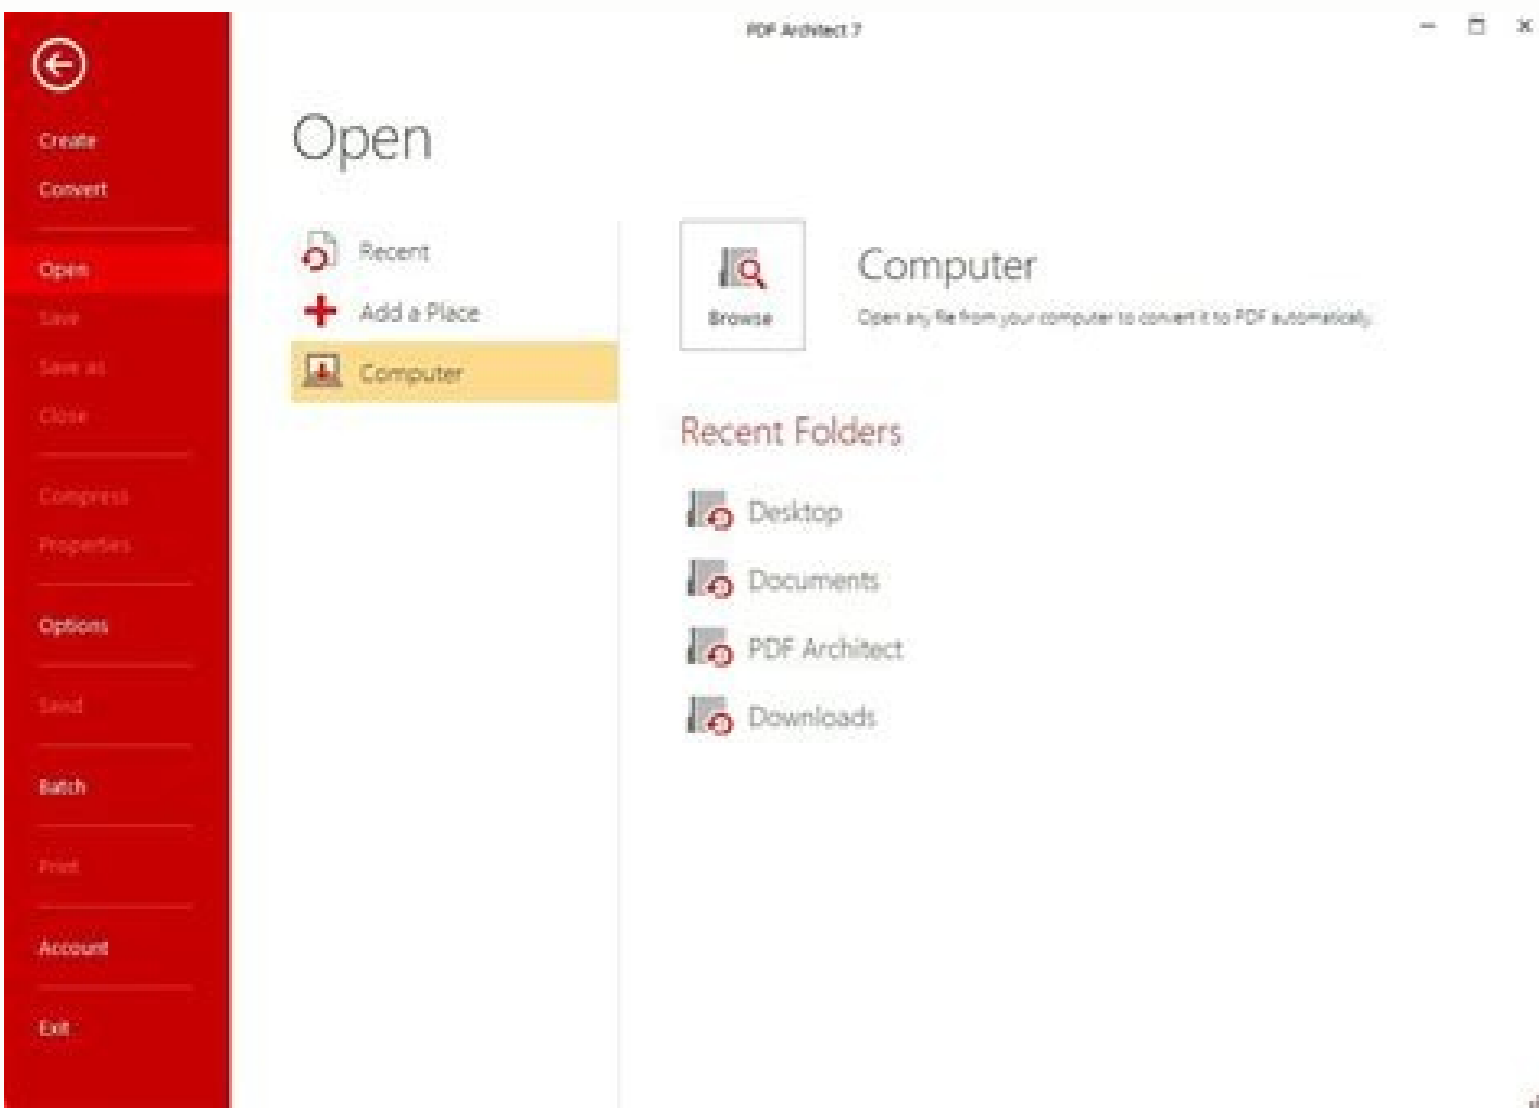 PDF Architect 7
Create
Convert
Open
Save
Save as
Close
Compress
Properties
Options
Send
Batch
Print
Account
Exit
Open
Recent
Add a Place
Computer
Browse
Computer
Open any file from your computer to convert it to PDF automatically.
Recent Folders
Desktop
Documents
PDF Architect
Downloads